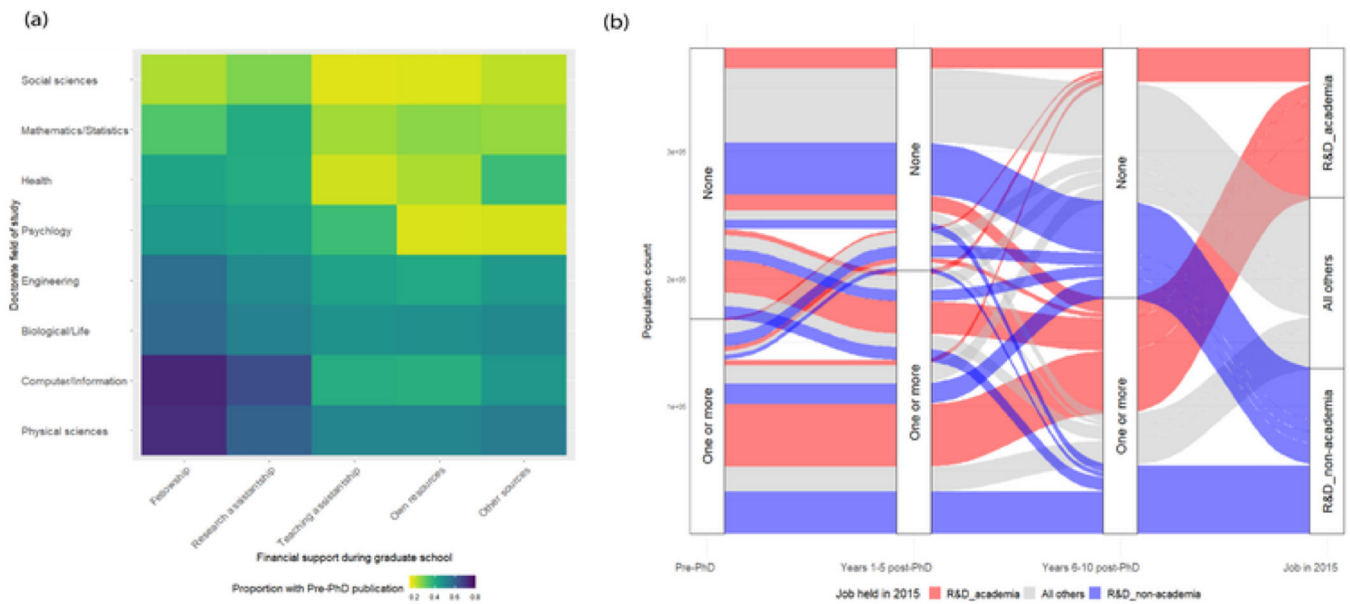 (a)
Social sciences
Mathematics/Statistics
Health
Psychlogy
Engineering
Biological/Life
Computer/Information
Physical sciences
Doctorate field of study
Fellowship
Research assistantship
Teaching assistantship
Own resources
Other sources
Financial support during graduate school
Proportion with Pre-PhD publication
0.2 0.4 0.6 0.8
(b)
Population count
3e+05
2e+05
1e+05
None
One or more
None
One or more
None
One or more
R&D_academia
All others
R&D_non-academia
Pre-PhD
Years 1-5 post-PhD
Years 6-10 post-PhD
Job in 2015
Job held in 2015 R&D_academia All others R&D_non-academia